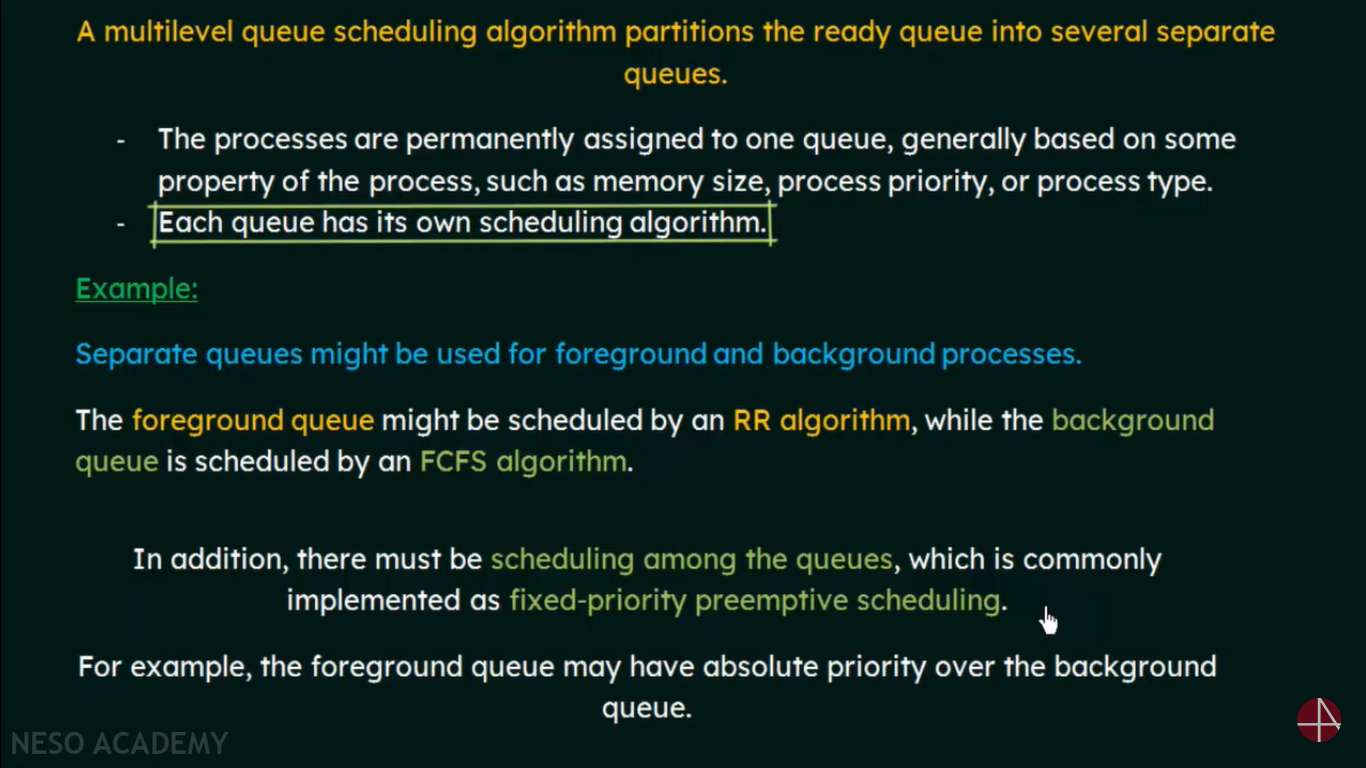 A multilevel queue scheduling algorithm partitions the ready queue into several separate
queues.
- The processes are permanently assigned to one queue, generally based on some
property of the process, such as memory size, process priority, or process type.
- Each queue has its own scheduling algorithm.
Example:
Separate queues might be used for foreground and background processes.
The foreground queue might be scheduled by an RR algorithm, while the background
queue is scheduled by an FCFS algorithm.
In addition, there must be scheduling among the queues, which is commonly
implemented as fixed-priority preemptive scheduling.
For example, the foreground queue may have absolute priority over the background
queue.
NESO ACADEMY